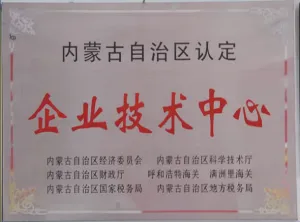 内蒙古自治区认定
企业技术中心
内蒙古自治区经济委员会 内蒙古自治区科学技术厅
内蒙古自治区财政厅 呼和浩特海关 满洲里海关
内蒙古自治区国家税务局 内蒙古自治区地方税务局